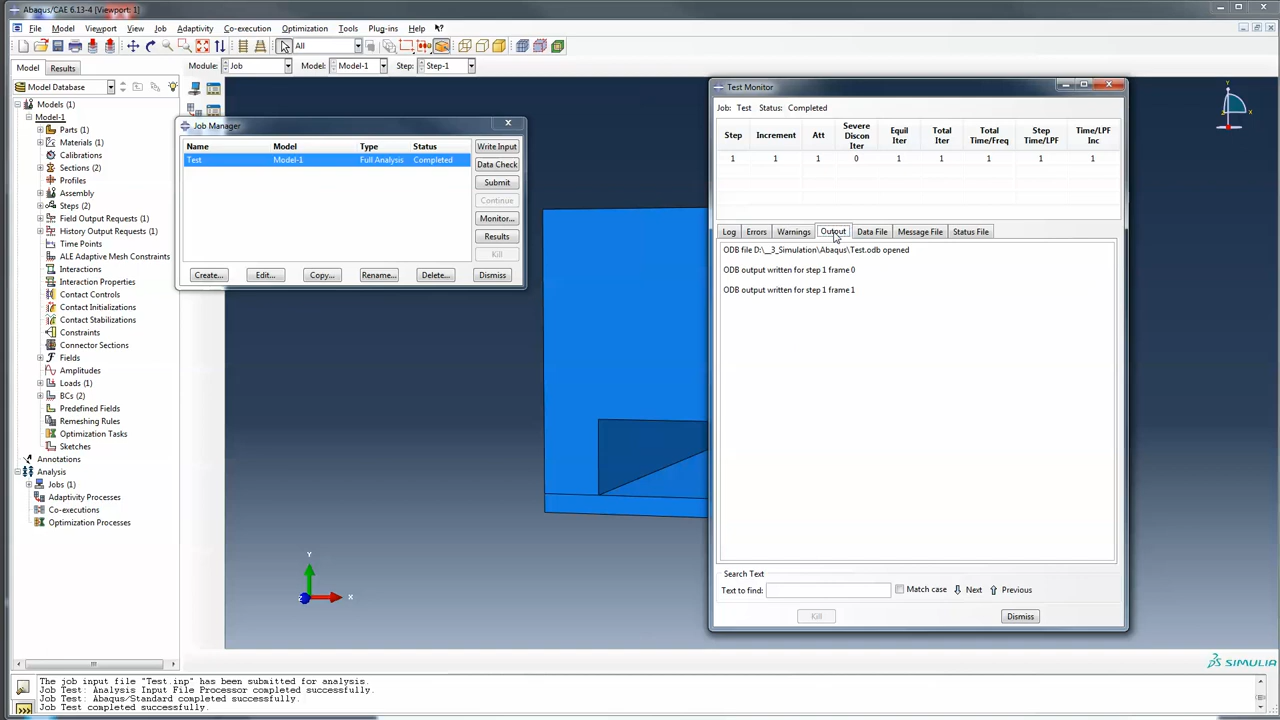 Abaqus/CAE 6.13-4 [Viewport: 1]
File Model Viewport View Job Adaptivity Co-execution Optimization Tools Plug-ins Help
All
Model Results
Module: Job Model: Model-1 Step: Step-1
Model Database
Models (1)
Model-1
Parts (1)
Materials (1)
Calibrations
Sections (2)
Profiles
Assembly
Steps (2)
Field Output Requests (1)
History Output Requests (1)
Time Points
ALE Adaptive Mesh Constraints
Interactions
Interaction Properties
Contact Controls
Contact Initializations
Contact Stabilizations
Constraints
Connector Sections
Fields
Amplitudes
Loads (1)
BCs (2)
Predefined Fields
Remeshing Rules
Optimization Tasks
Sketches
Annotations
Analysis
Jobs (1)
Adaptivity Processes
Co-executions
Optimization Processes
Job Manager
Name Model Type Status
Test Model-1 Full Analysis Completed
Write Input
Data Check
Submit
Continue
Monitor...
Results
Kill
Create... Edit... Copy... Rename... Delete... Dismiss
Test Monitor
Job: Test Status: Completed
Step Increment Att Severe Discon Iter Equil Iter Total Iter Total Time/Freq Step Time/LPF Time/LPF Inc
1 1 1 0 1 1 1 1 1
Log Errors Warnings Output Data File Message File Status File
ODB file D:\__3_Simulation\Abaqus\Test.odb opened
ODB output written for step 1 frame 0
ODB output written for step 1 frame 1
Search Text
Text to find: Match case Next Previous
Kill Dismiss
Y
X
Z
Y
SIMULIA
The job input file "Test.inp" has been submitted for analysis.
Job Test: Analysis Input File Processor completed successfully.
Job Test: Abaqus/Standard completed successfully.
Job Test completed successfully.
>>>